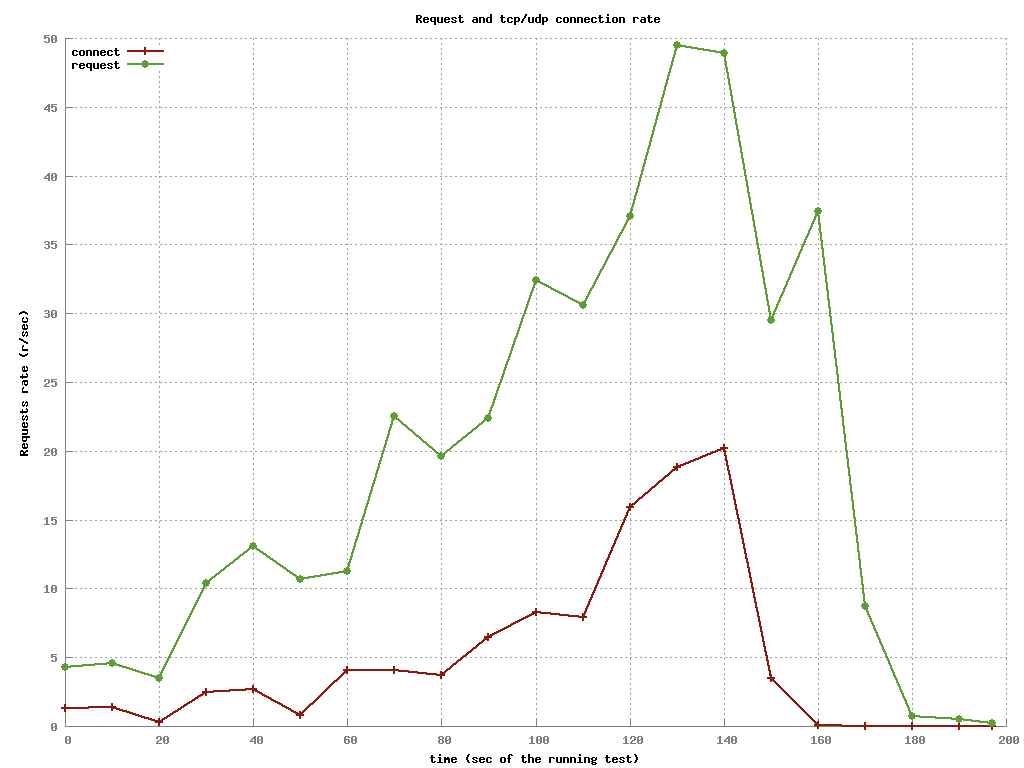 Request and tcp/udp connection rate
connect
request
50
45
40
35
30
25
20
15
10
5
0
Requests rate (r/sec)
0 20 40 60 80 100 120 140 160 180 200
time (sec of the running test)